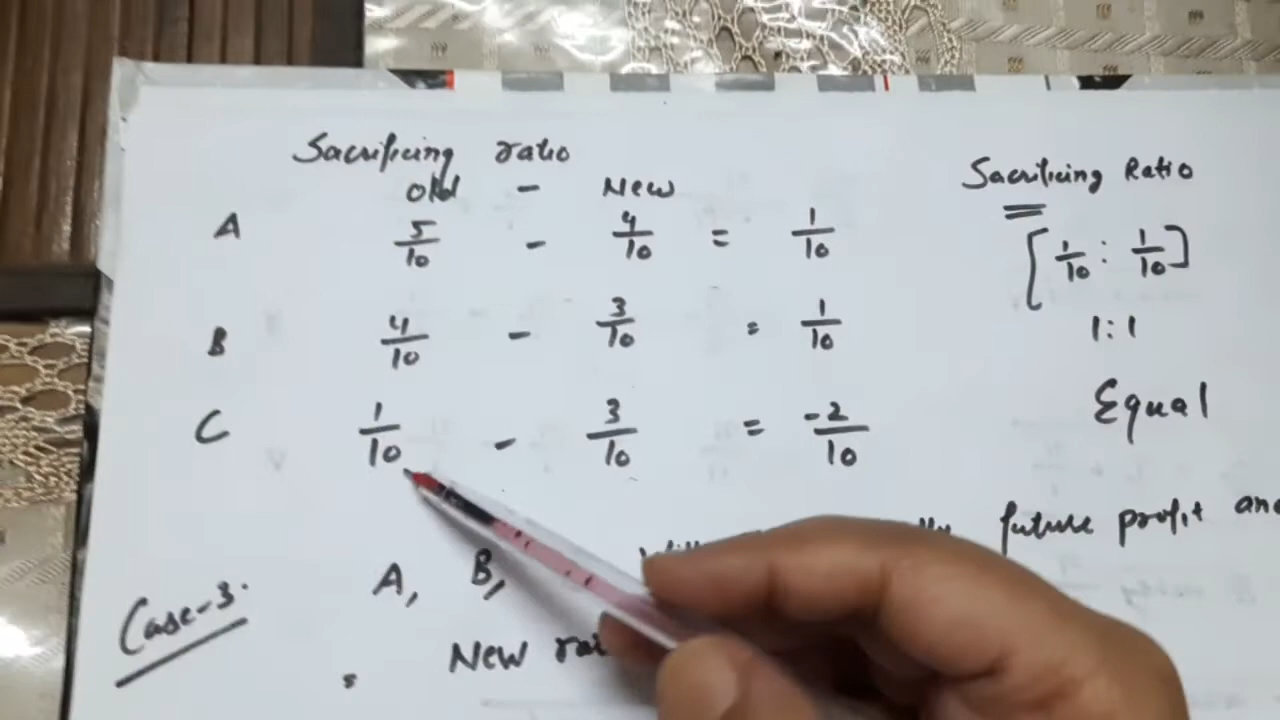 Sacrificing ratio
Old - New
A 5/10 - 4/10 = 1/10
B 4/10 - 3/10 = 1/10
C 1/10 - 3/10 = -2/10
Sacrificing Ratio
[1/10 : 1/10]
1:1
Equal
future profit and
Case-3.
A, B,
= New